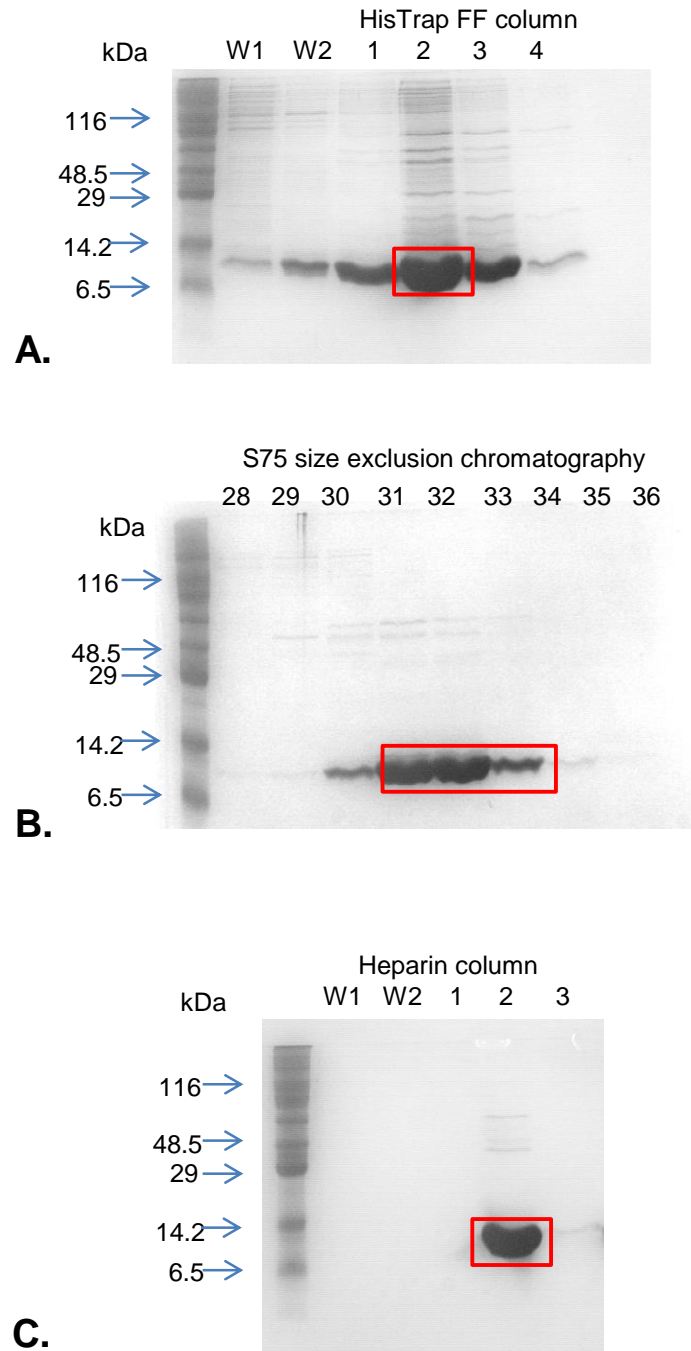 HisTrap FF column
kDa W1 W2 1 2 3 4
116
48.5
29
14.2
6.5
A.
S75 size exclusion chromatography
28 29 30 31 32 33 34 35 36
kDa
116
48.5
29
14.2
6.5
B.
Heparin column
kDa W1 W2 1 2 3
116
48.5
29
14.2
6.5
C.